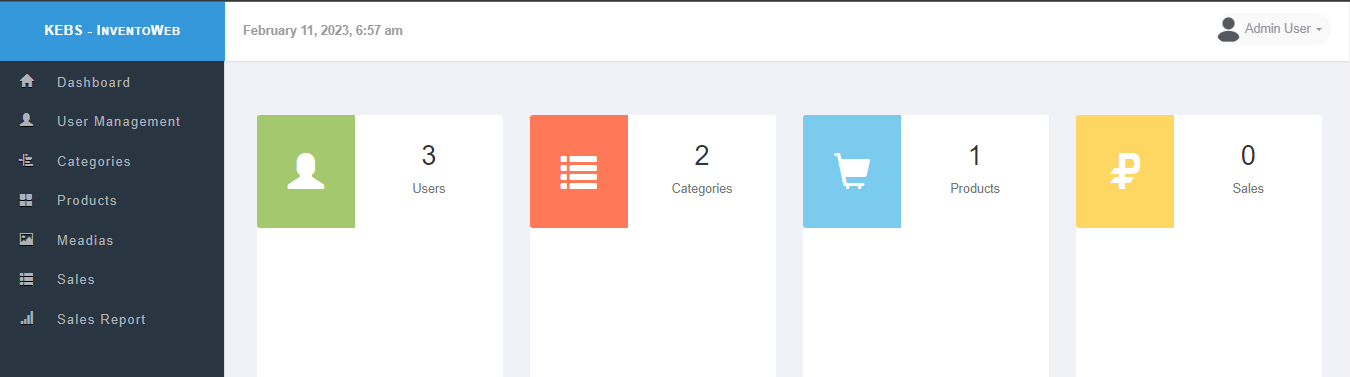 KEBS - INVENTOWEB
February 11, 2023, 6:57 am
Admin User
Dashboard
User Management
Categories
Products
Meadias
Sales
Sales Report
3
Users
2
Categories
1
Products
0
Sales